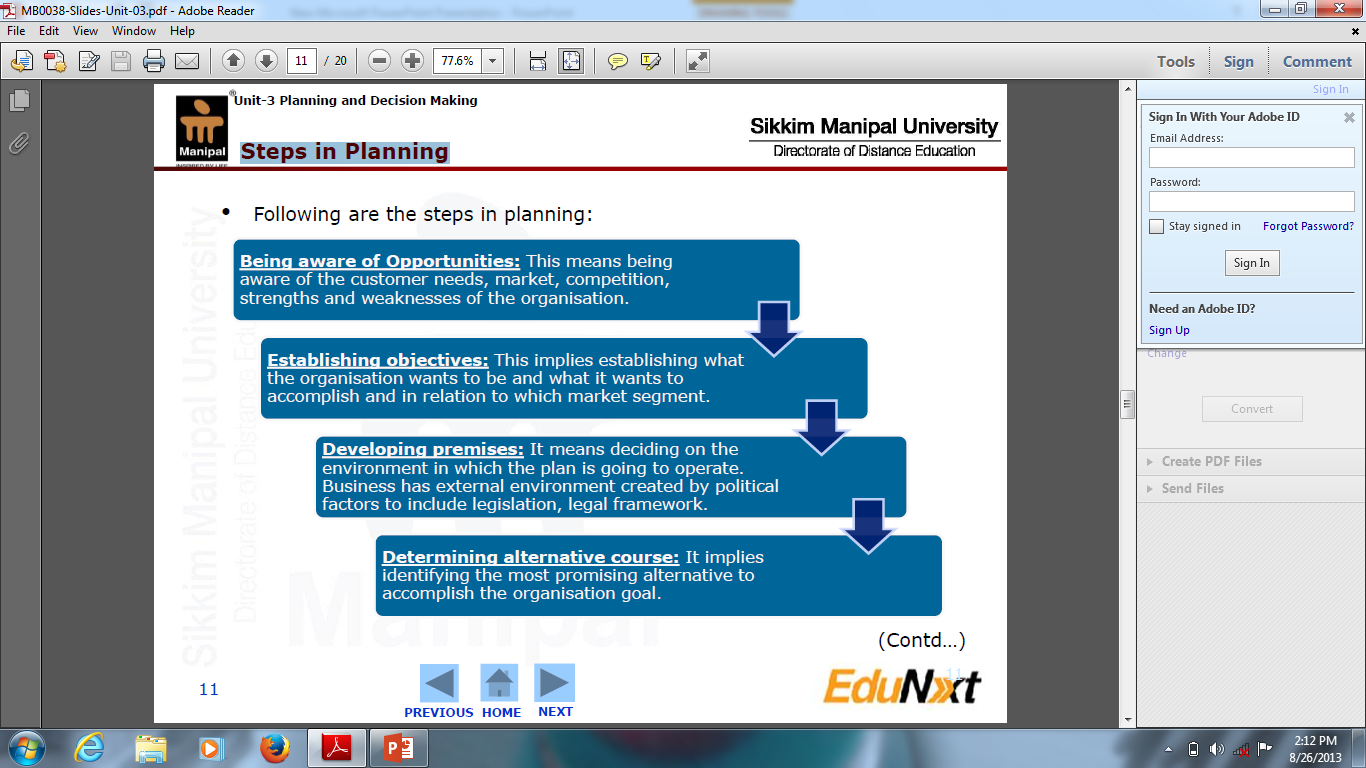 MB0038-Slides-Unit-03.pdf - Adobe Reader
File Edit View Window Help
11 / 20 77.6% Tools Sign Comment
Sign In
Sign In With Your Adobe ID
Email Address:
Password:
Stay signed in Forgot Password?
Sign In
Need an Adobe ID?
Sign Up
Change
Convert
Create PDF Files
Send Files
Manipal
INSPIRED BY LIFE
®Unit-3 Planning and Decision Making
Steps in Planning
Sikkim Manipal University
Directorate of Distance Education
• Following are the steps in planning:
Being aware of Opportunities: This means being
aware of the customer needs, market, competition,
strengths and weaknesses of the organisation.
Establishing objectives: This implies establishing what
the organisation wants to be and what it wants to
accomplish and in relation to which market segment.
Developing premises: It means deciding on the
environment in which the plan is going to operate.
Business has external environment created by political
factors to include legislation, legal framework.
Determining alternative course: It implies
identifying the most promising alternative to
accomplish the organisation goal.
(Contd...)
Sikkim Manipal University
Manipal
11
PREVIOUS HOME NEXT
EduNxt
11
2:12 PM
8/26/2013